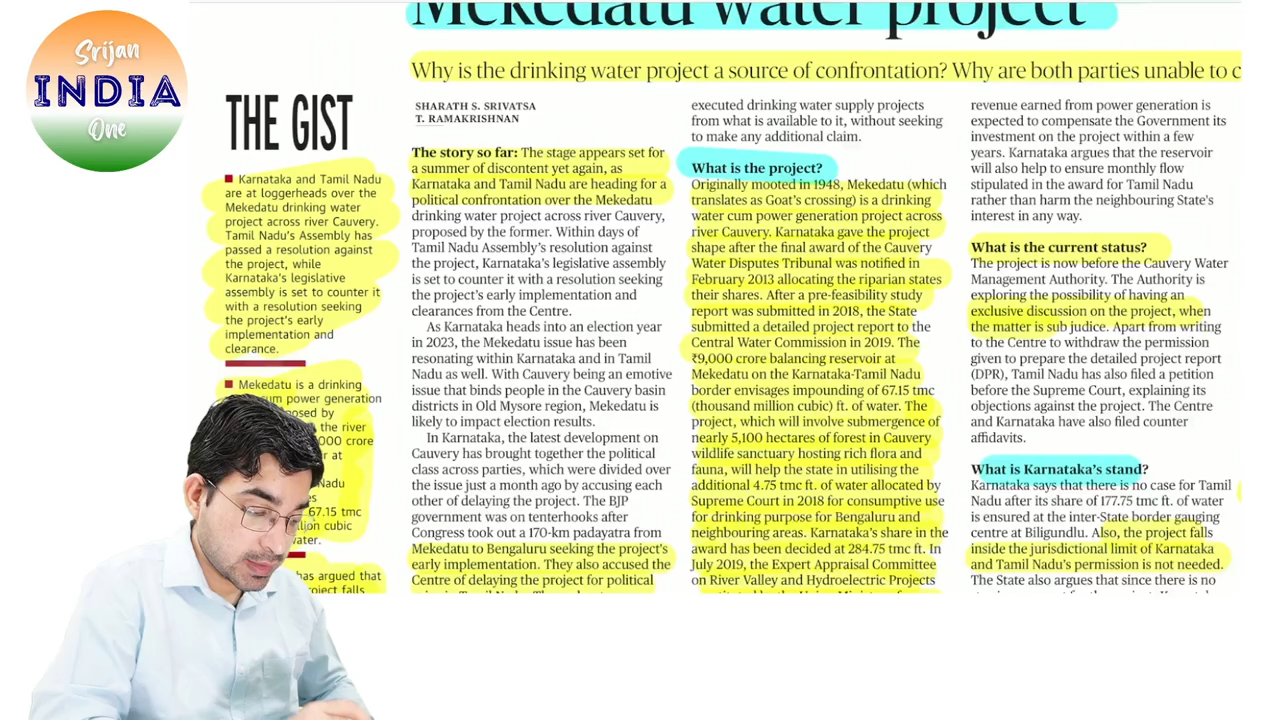 Srijan
INDIA
One
Mekedatu water project
Why is the drinking water project a source of confrontation? Why are both parties unable to c
THE GIST
Karnataka and Tamil Nadu
are at loggerheads over the
Mekedatu drinking water
project across river Cauvery.
Tamil Nadu's Assembly has
passed a resolution against
the project, while
Karnataka's legislative
assembly is set to counter it
with a resolution seeking
the project's early
implementation and
clearance.
Mekedatu is a drinking
cum power generation
posed by
the river
000 crore
r at
Nadu
es
67.15 tmc
llion cubic
water.
has argued that
roject falls
SHARATH S. SRIVATSA
T. RAMAKRISHNAN
The story so far: The stage appears set for
a summer of discontent yet again, as
Karnataka and Tamil Nadu are heading for a
political confrontation over the Mekedatu
drinking water project across river Cauvery,
proposed by the former. Within days of
Tamil Nadu Assembly's resolution against
the project, Karnataka's legislative assembly
is set to counter it with a resolution seeking
the project's early implementation and
clearances from the Centre.
As Karnataka heads into an election year
in 2023, the Mekedatu issue has been
resonating within Karnataka and in Tamil
Nadu as well. With Cauvery being an emotive
issue that binds people in the Cauvery basin
districts in Old Mysore region, Mekedatu is
likely to impact election results.
In Karnataka, the latest development on
Cauvery has brought together the political
class across parties, which were divided over
the issue just a month ago by accusing each
other of delaying the project. The BJP
government was on tenterhooks after
Congress took out a 170-km padayatra from
Mekedatu to Bengaluru seeking the project's
early implementation. They also accused the
Centre of delaying the project for political
executed drinking water supply projects
from what is available to it, without seeking
to make any additional claim.
What is the project?
Originally mooted in 1948, Mekedatu (which
translates as Goat's crossing) is a drinking
water cum power generation project across
river Cauvery. Karnataka gave the project
shape after the final award of the Cauvery
Water Disputes Tribunal was notified in
February 2013 allocating the riparian states
their shares. After a pre-feasibility study
report was submitted in 2018, the State
submitted a detailed project report to the
Central Water Commission in 2019. The
₹9,000 crore balancing reservoir at
Mekedatu on the Karnataka-Tamil Nadu
border envisages impounding of 67.15 tmc
(thousand million cubic) ft. of water. The
project, which will involve submergence of
nearly 5,100 hectares of forest in Cauvery
wildlife sanctuary hosting rich flora and
fauna, will help the state in utilising the
additional 4.75 tmc ft. of water allocated by
Supreme Court in 2018 for consumptive use
for drinking purpose for Bengaluru and
neighbouring areas. Karnataka's share in the
award has been decided at 284.75 tmc ft. In
July 2019, the Expert Appraisal Committee
on River Valley and Hydroelectric Projects
revenue earned from power generation is
expected to compensate the Government its
investment on the project within a few
years. Karnataka argues that the reservoir
will also help to ensure monthly flow
stipulated in the award for Tamil Nadu
rather than harm the neighbouring State's
interest in any way.
What is the current status?
The project is now before the Cauvery Water
Management Authority. The Authority is
exploring the possibility of having an
exclusive discussion on the project, when
the matter is sub judice. Apart from writing
to the Centre to withdraw the permission
given to prepare the detailed project report
(DPR), Tamil Nadu has also filed a petition
before the Supreme Court, explaining its
objections against the project. The Centre
and Karnataka have also filed counter
affidavits.
What is Karnataka's stand?
Karnataka says that there is no case for Tamil
Nadu after its share of 177.75 tmc ft. of water
is ensured at the inter-State border gauging
centre at Biligundlu. Also, the project falls
inside the jurisdictional limit of Karnataka
and Tamil Nadu's permission is not needed.
The State also argues that since there is no